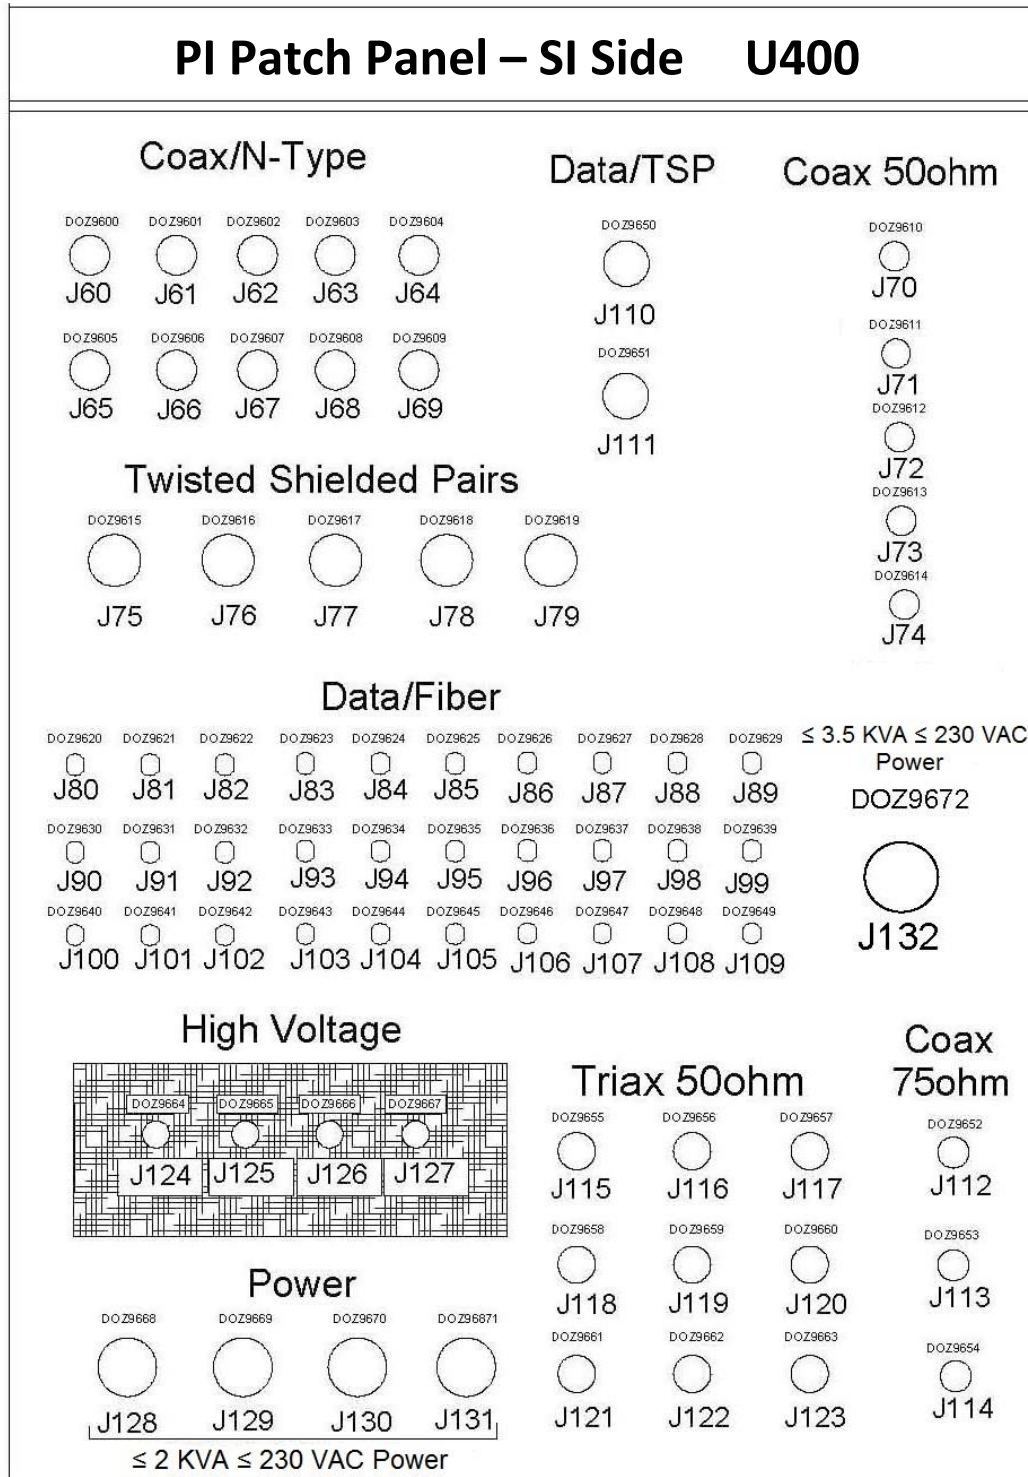 PI Patch Panel – SI Side U400
Coax/N-Type
DOZ9600 DOZ9601 DOZ9602 DOZ9603 DOZ9604
J60 J61 J62 J63 J64
DOZ9605 DOZ9606 DOZ9607 DOZ9608 DOZ9609
J65 J66 J67 J68 J69
Data/TSP
DOZ9650
J110
DOZ9651
J111
Coax 50ohm
DOZ9610
J70
DOZ9611
J71
DOZ9612
J72
DOZ9613
J73
DOZ9614
J74
Twisted Shielded Pairs
DOZ9615 DOZ9616 DOZ9617 DOZ9618 DOZ9619
J75 J76 J77 J78 J79
Data/Fiber
DOZ9620 DOZ9621 DOZ9622 DOZ9623 DOZ9624 DOZ9625 DOZ9626 DOZ9627 DOZ9628 DOZ9629
J80 J81 J82 J83 J84 J85 J86 J87 J88 J89
DOZ9630 DOZ9631 DOZ9632 DOZ9633 DOZ9634 DOZ9635 DOZ9636 DOZ9637 DOZ9638 DOZ9639
J90 J91 J92 J93 J94 J95 J96 J97 J98 J99
DOZ9640 DOZ9641 DOZ9642 DOZ9643 DOZ9644 DOZ9645 DOZ9646 DOZ9647 DOZ9648 DOZ9649
J100 J101 J102 J103 J104 J105 J106 J107 J108 J109
≤ 3.5 KVA ≤ 230 VAC
Power
DOZ9672
J132
High Voltage
DOZ9664 DOZ9665 DOZ9666 DOZ9667
J124 J125 J126 J127
Triax 50ohm
DOZ9655 DOZ9656 DOZ9657
J115 J116 J117
DOZ9658 DOZ9659 DOZ9660
J118 J119 J120
DOZ9661 DOZ9662 DOZ9663
J121 J122 J123
Coax
75ohm
DOZ9652
J112
DOZ9653
J113
DOZ9654
J114
Power
DOZ9668 DOZ9669 DOZ9670 DOZ96871
J128 J129 J130 J131
≤ 2 KVA ≤ 230 VAC Power